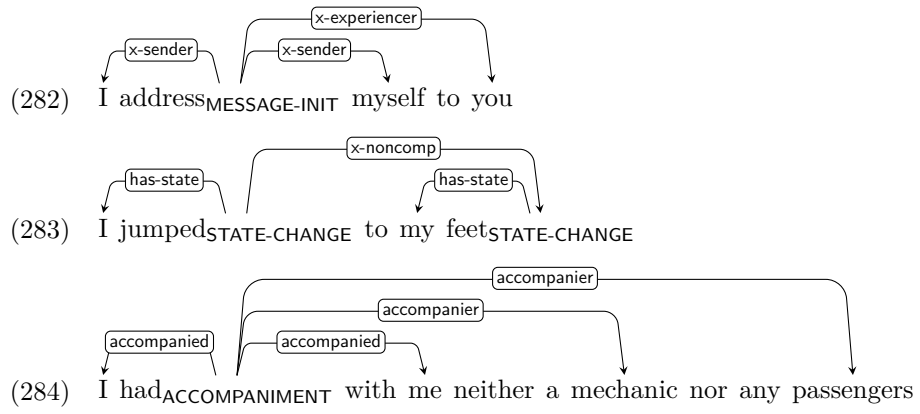 x-experiencer
x-sender x-sender
(282) I address MESSAGE-INIT myself to you
x-noncomp
has-state has-state
(283) I jumped STATE-CHANGE to my feet STATE-CHANGE
accompanier
accompanier
accompanied accompanied
(284) I had ACCOMPANIMENT with me neither a mechanic nor any passengers